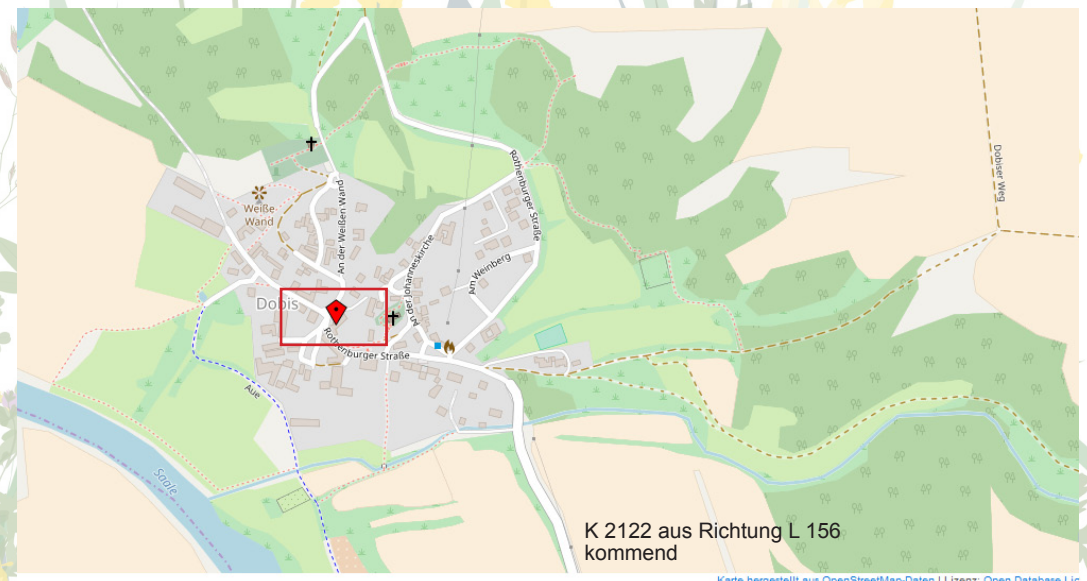 Rothenburger Straße
Dobiser Weg
Weiße
Wand
An der Weißen Wand
An der Johanneskirche
Am Weinberg
Dobis
Rothenburger Straße
Aue
Saale
K 2122 aus Richtung L 156
kommend
Karte hergestellt aus OpenStreetMap-Daten | Lizenz: Open Database Lic